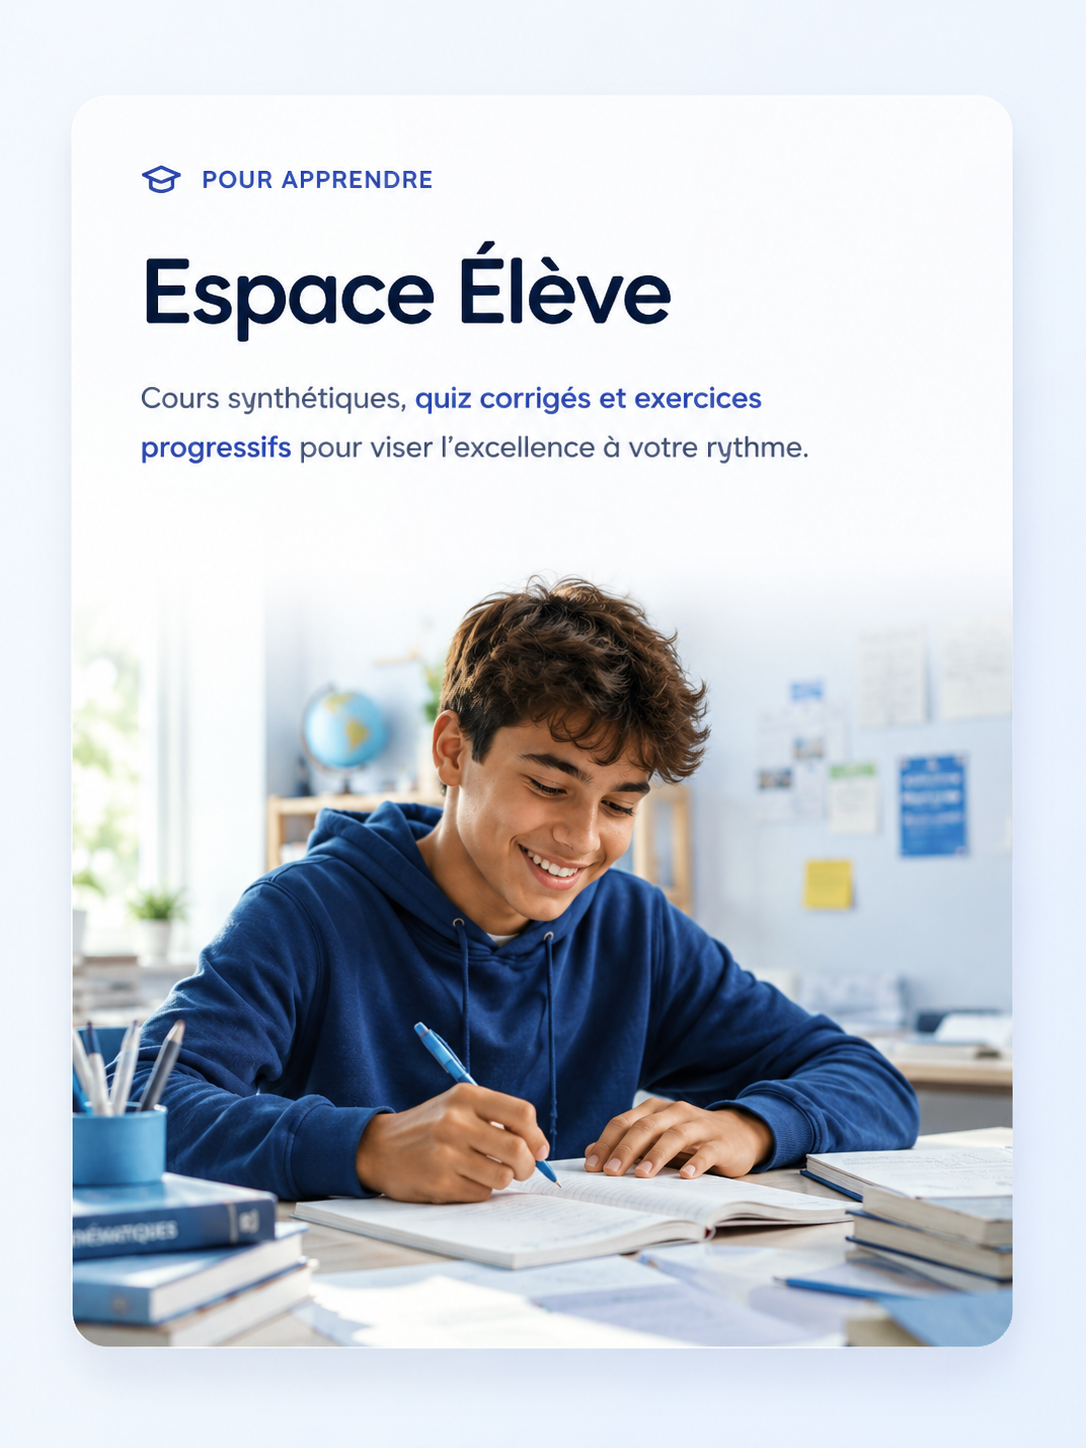 POUR APPRENDRE
Espace Élève
Cours synthétiques, quiz corrigés et exercices
progressifs pour viser l’excellence à votre rythme.